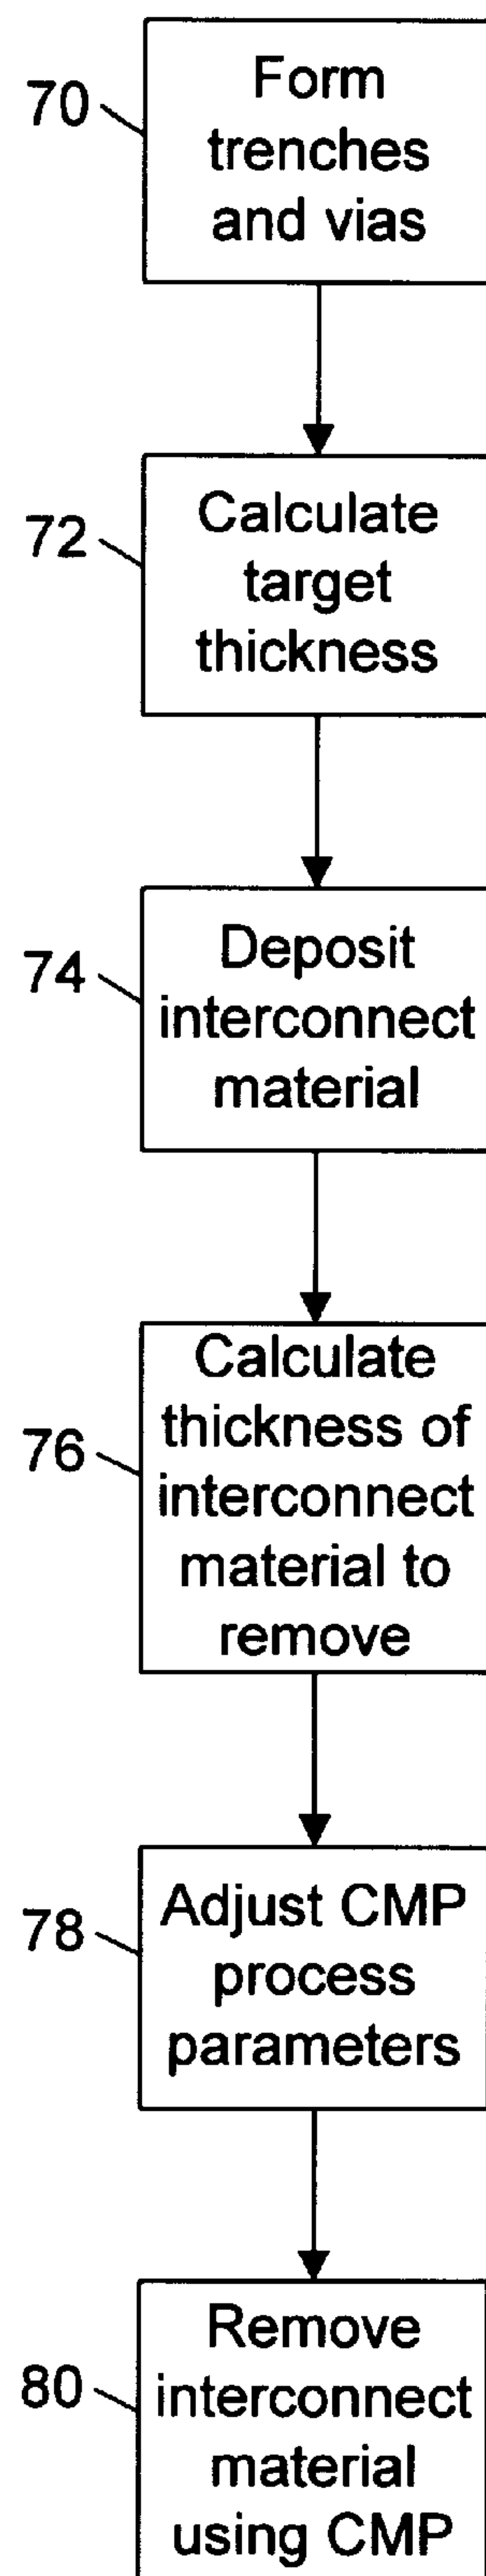 70
Form
trenches
and vias
72
Calculate
target
thickness
74
Deposit
interconnect
material
76
Calculate
thickness of
interconnect
material to
remove
78
Adjust CMP
process
parameters
80
Remove
interconnect
material
using CMP